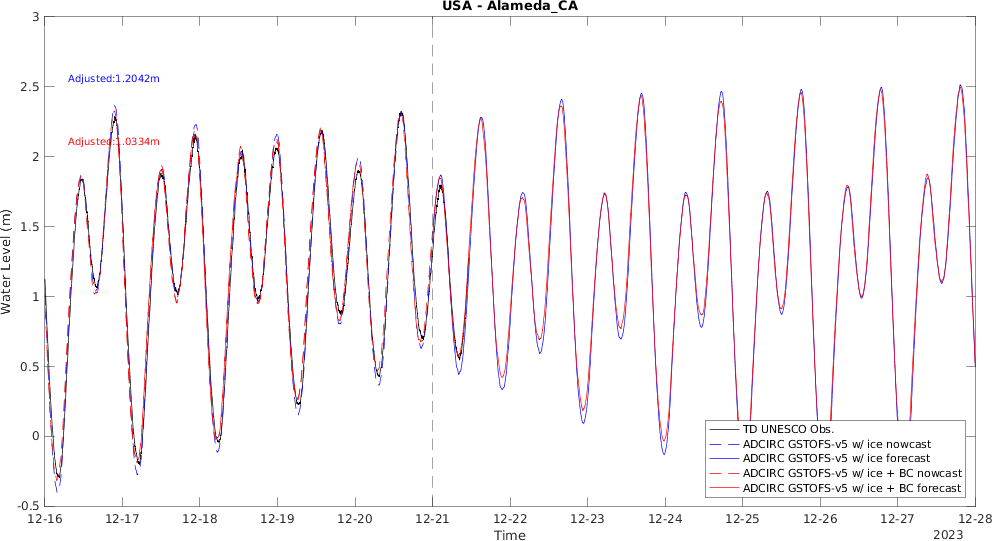 USA - Alameda_CA
Adjusted:1.2042m
Adjusted:1.0334m
Water Level (m)
3
2.5
2
1.5
1
0.5
0
-0.5
TD UNESCO Obs.
ADCIRC GSTOFS-v5 w/ ice nowcast
ADCIRC GSTOFS-v5 w/ ice forecast
ADCIRC GSTOFS-v5 w/ ice + BC nowcast
ADCIRC GSTOFS-v5 w/ ice + BC forecast
12-16 12-17 12-18 12-19 12-20 12-21 12-22 12-23 12-24 12-25 12-26 12-27 12-28
Time
2023